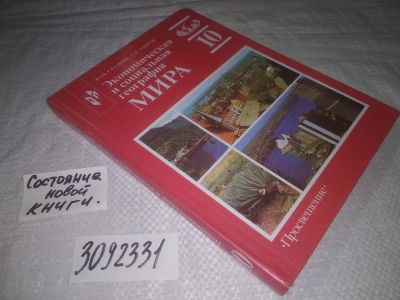 10
Экономическая
и социальная
география
МИРА
«Просвещение»
Состояние
новой
книги.
3092331